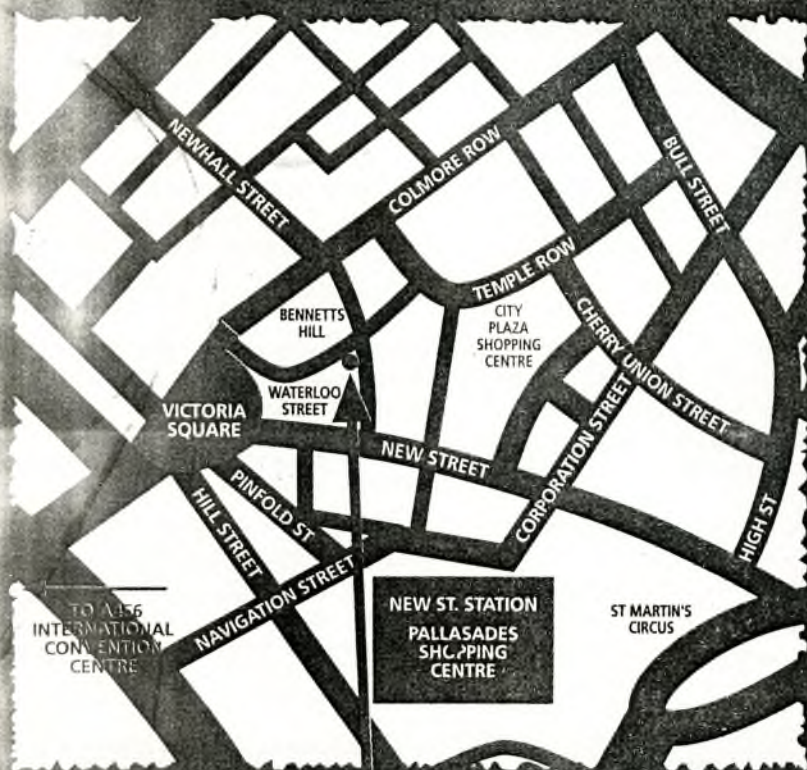 NEWHALL STREET
COLMORE ROW
BULL STREET
TEMPLE ROW
BENNETTS
HILL
CITY
PLAZA
SHOPPING
CENTRE
CHERRY UNION STREET
WATERLOO
STREET
VICTORIA
SQUARE
NEW STREET
CORPORATION STREET
PINFOLD ST
HILL STREET
HIGH ST
NAVIGATION STREET
TO A456
INTERNATIONAL
CONVENTION
CENTRE
NEW ST. STATION
PALLASADES
SHOPPING
CENTRE
ST MARTIN'S
CIRCUS